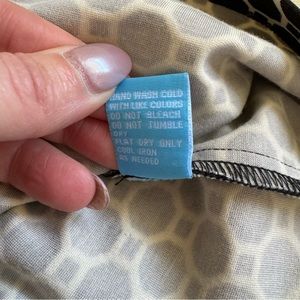 HAND WASH COLD
WITH LIKE COLORS
DO NOT BLEACH
DO NOT TUMBLE
DRY
FLAT DRY ONLY
COOL IRON
AS NEEDED